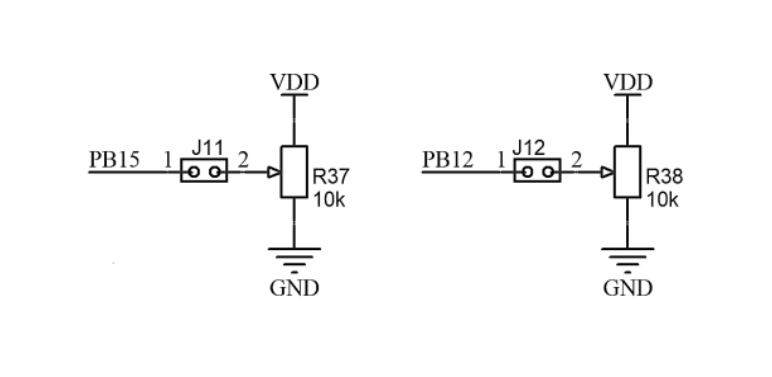 VDD
PB15 1 J11 2
R37
10k
GND
VDD
PB12 1 J12 2
R38
10k
GND